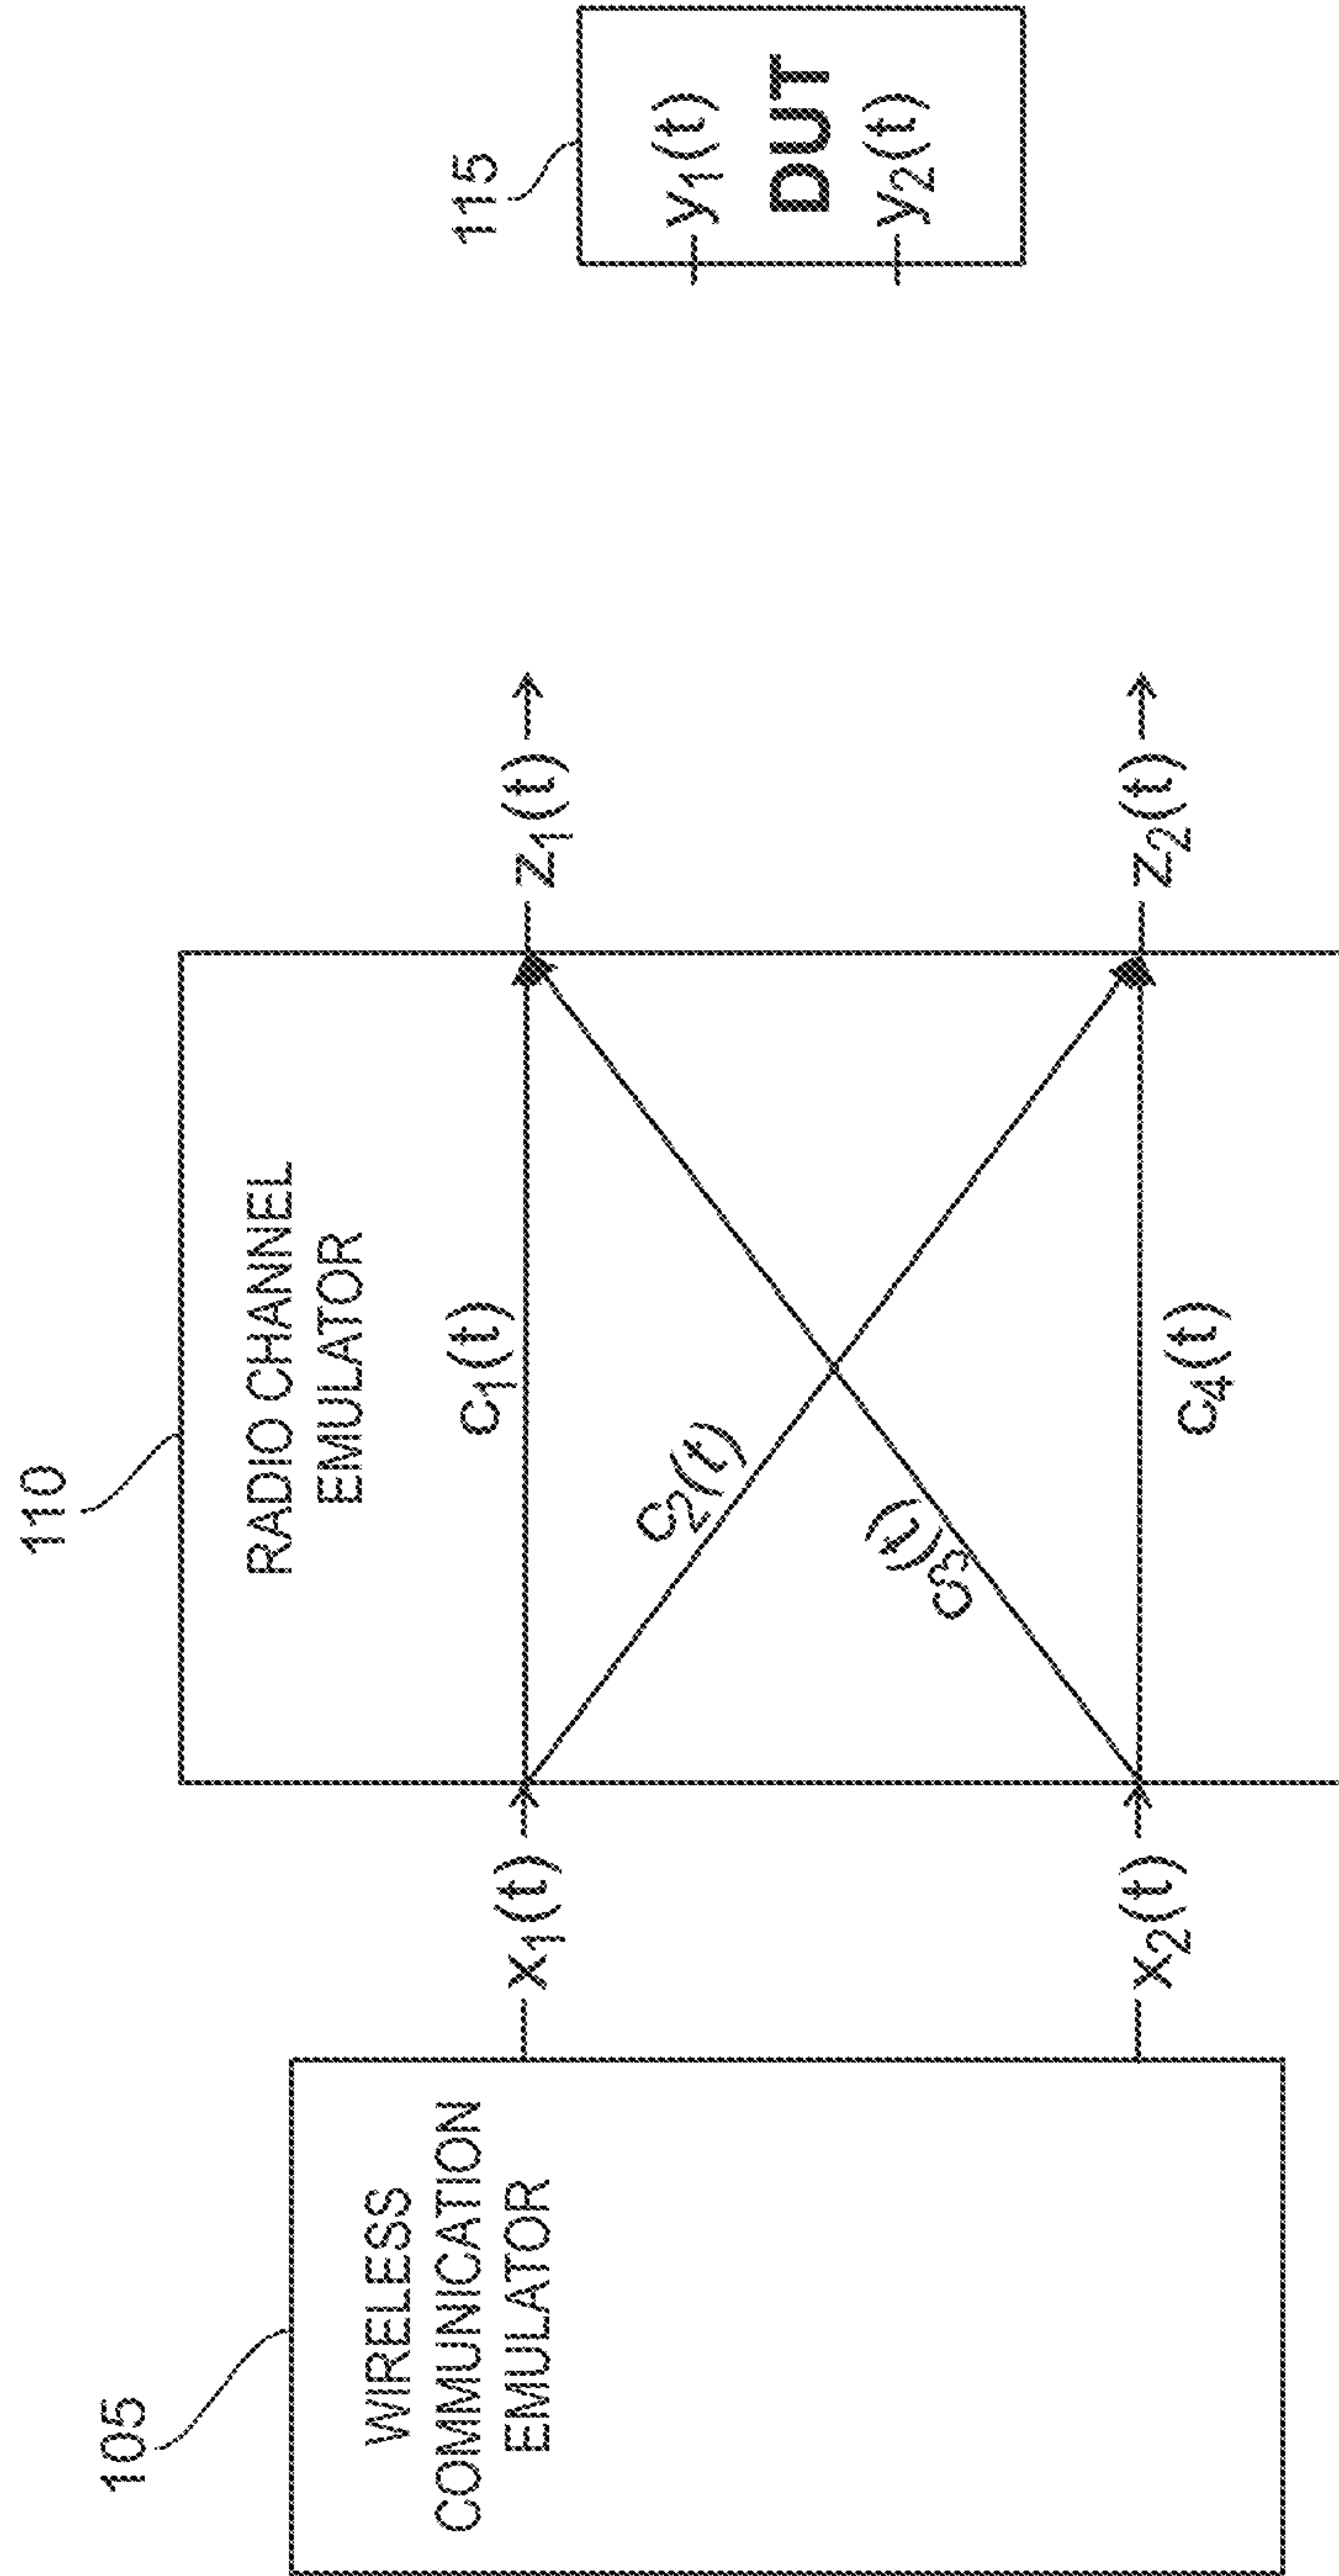 105
WIRELESS
COMMUNICATION
EMULATOR
x₁(t)
x₂(t)
110
RADIO CHANNEL
EMULATOR
c₁(t)
c₂(t)
c₃(t)
c₄(t)
z₁(t)
z₂(t)
115
y₁(t)
DUT
y₂(t)